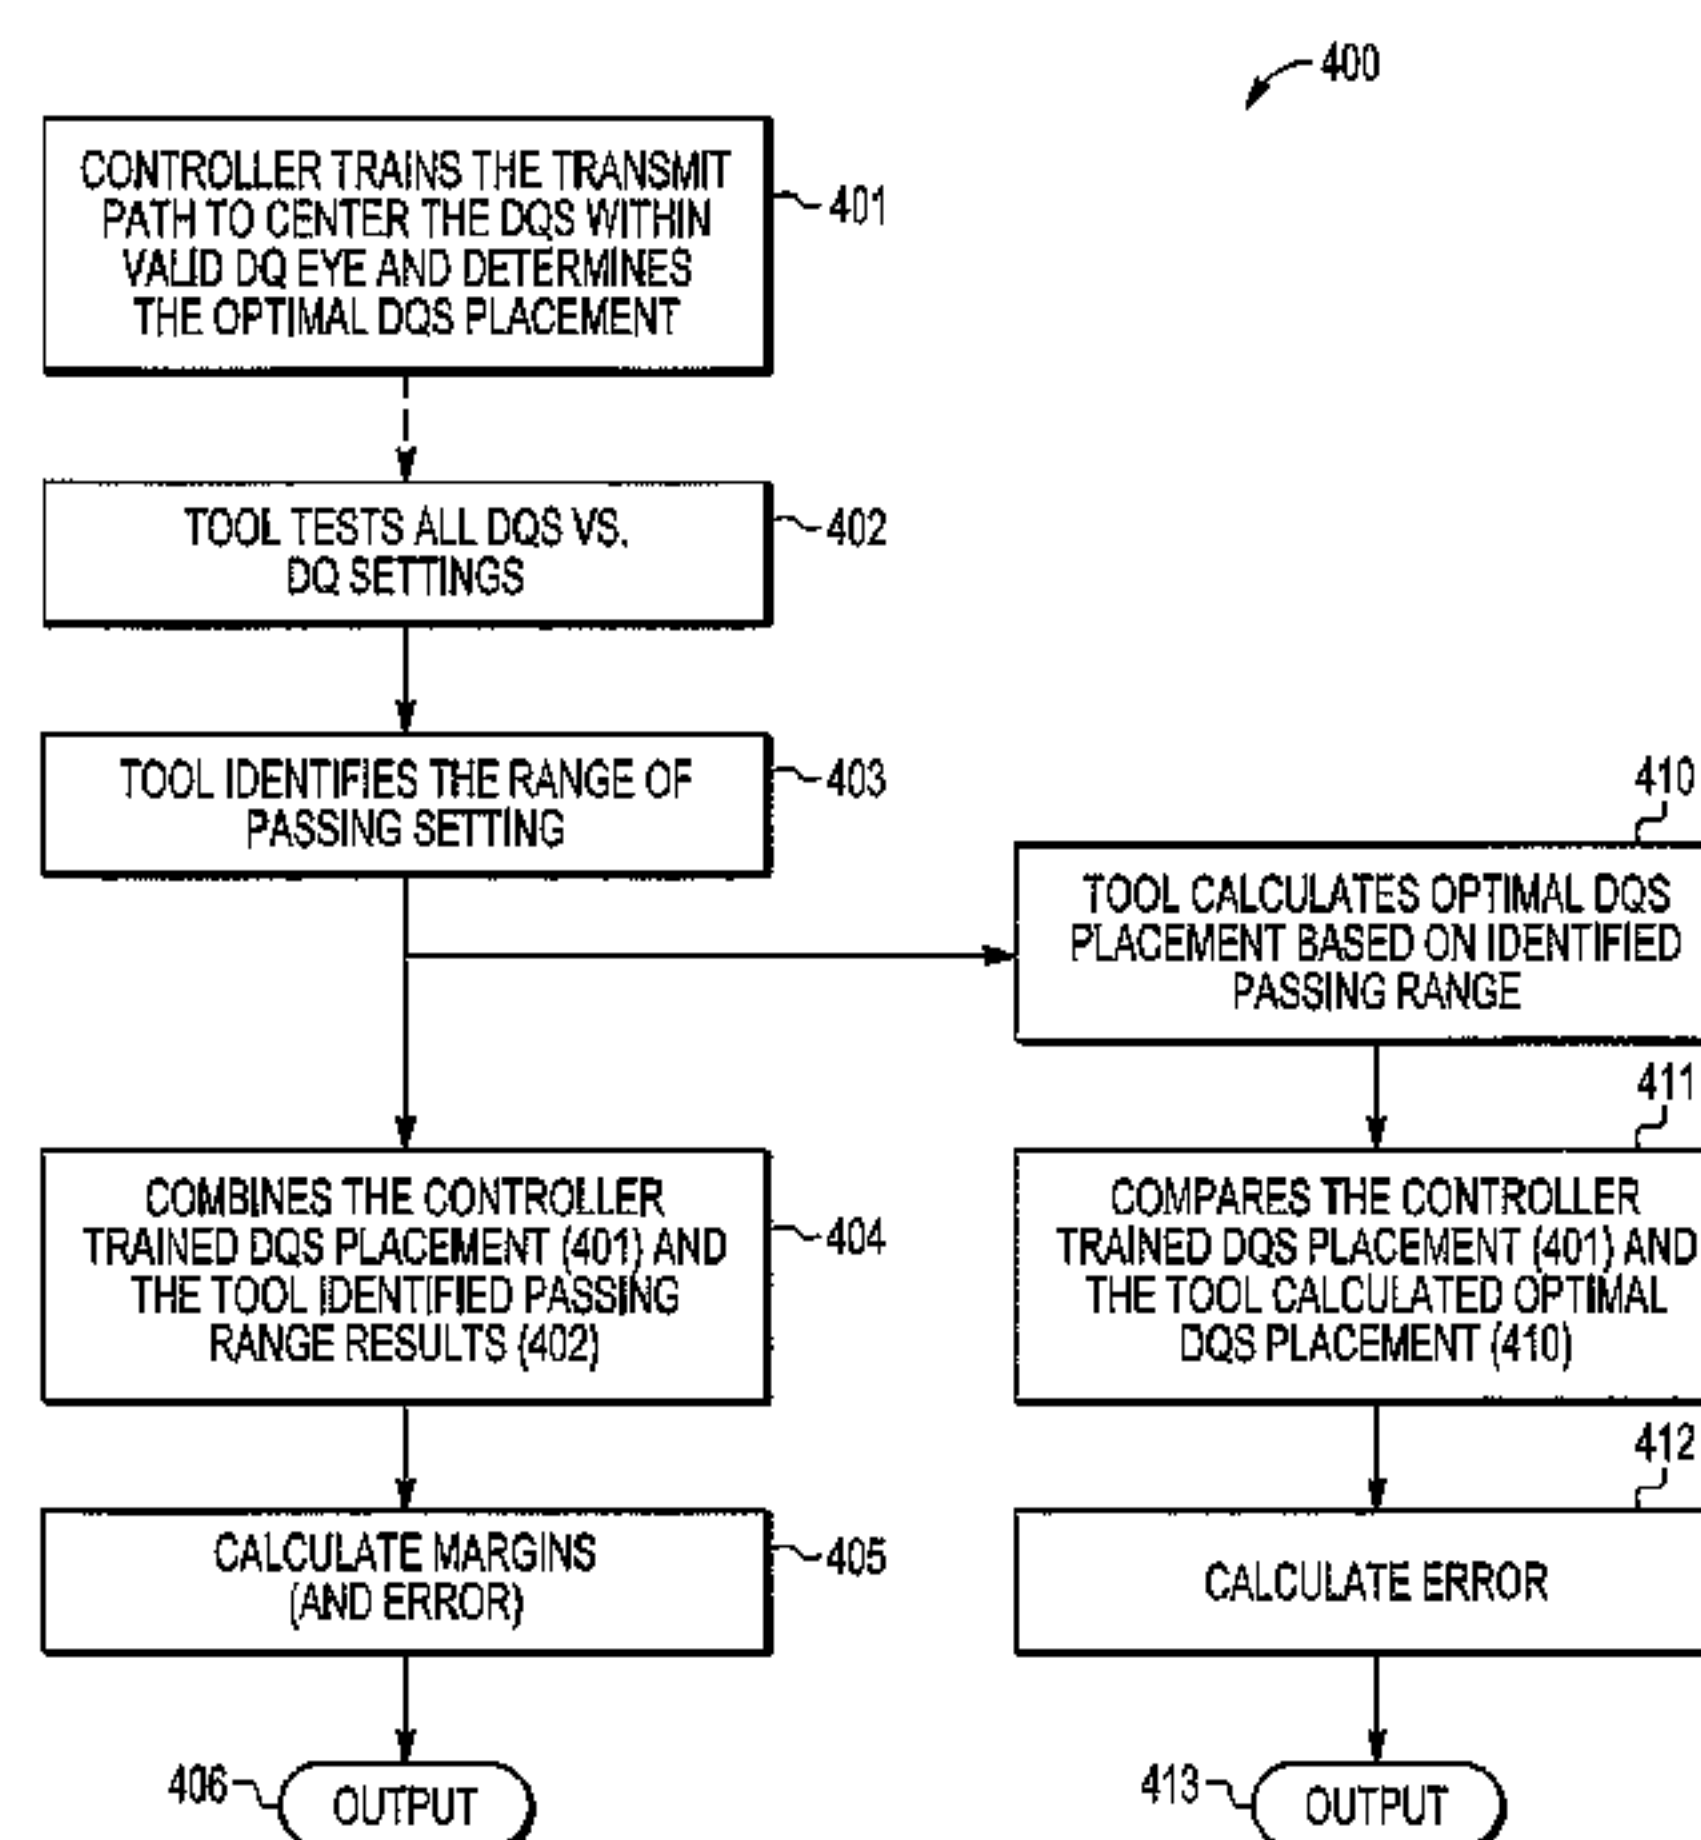 400
CONTROLLER TRAINS THE TRANSMIT
PATH TO CENTER THE DQS WITHIN
VALID DQ EYE AND DETERMINES
THE OPTIMAL DQS PLACEMENT
401
TOOL TESTS ALL DQS VS.
DQ SETTINGS
402
TOOL IDENTIFIES THE RANGE OF
PASSING SETTING
403
410
TOOL CALCULATES OPTIMAL DQS
PLACEMENT BASED ON IDENTIFIED
PASSING RANGE
COMBINES THE CONTROLLER
TRAINED DQS PLACEMENT (401) AND
THE TOOL IDENTIFIED PASSING
RANGE RESULTS (402)
404
411
COMPARES THE CONTROLLER
TRAINED DQS PLACEMENT (401) AND
THE TOOL CALCULATED OPTIMAL
DQS PLACEMENT (410)
CALCULATE MARGINS
(AND ERROR)
405
412
CALCULATE ERROR
406
OUTPUT
413
OUTPUT